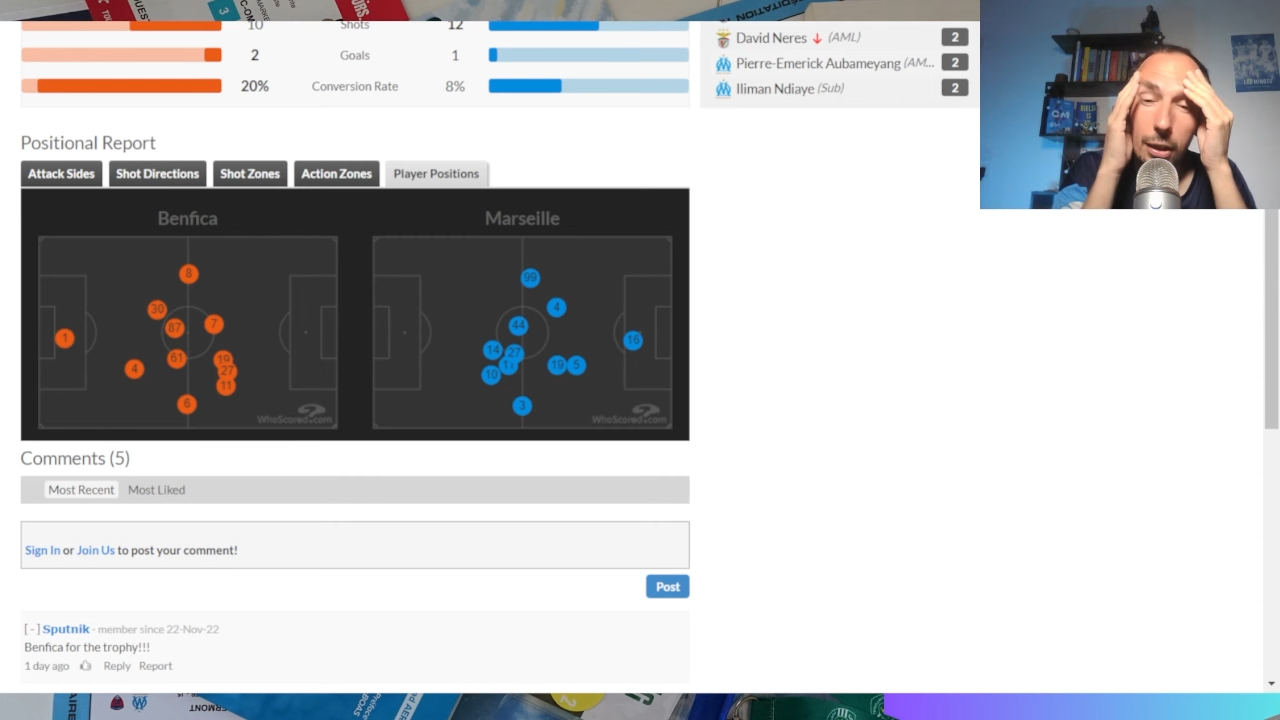 10 Shots 12
2 Goals 1
20% Conversion Rate 8%
David Neres (AML) 2
Pierre-Emerick Aubameyang (AM... 2
Iliman Ndiaye (Sub) 2
Positional Report
Attack Sides Shot Directions Shot Zones Action Zones Player Positions
Benfica Marseille
8
30
87
7
1
61
4
19
27
11
6
WhoScored.com
99
4
44
16
14
27
17
19
5
10
3
WhoScored.com
Comments (5)
Most Recent Most Liked
Sign In or Join Us to post your comment!
Post
[-] Sputnik - member since 22-Nov-22
Benfica for the trophy!!!
1 day ago Reply Report